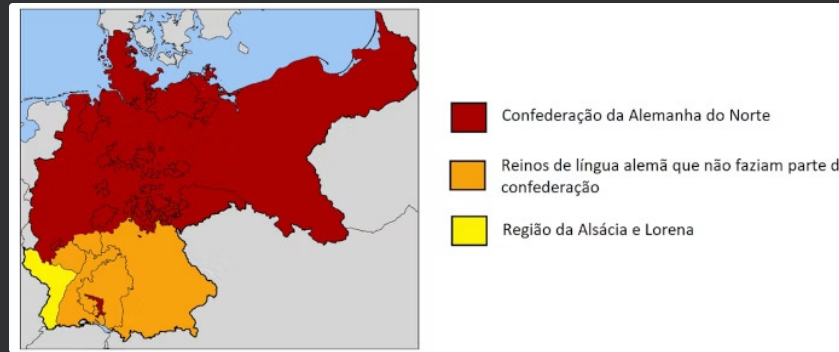 Confederação da Alemanha do Norte
Reinos de língua alemã que não faziam parte d
confederação
Região da Alsácia e Lorena